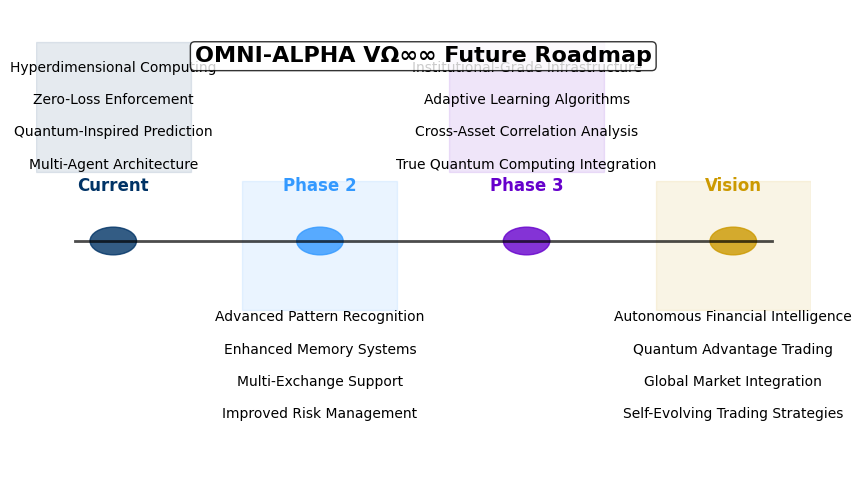 OMNI-ALPHA VΩ∞∞ Future Roadmap
Hyperdimensional Computing
Zero-Loss Enforcement
Quantum-Inspired Prediction
Multi-Agent Architecture
Current
Phase 2
Advanced Pattern Recognition
Enhanced Memory Systems
Multi-Exchange Support
Improved Risk Management
Institutional-Grade Infrastructure
Adaptive Learning Algorithms
Cross-Asset Correlation Analysis
True Quantum Computing Integration
Phase 3
Vision
Autonomous Financial Intelligence
Quantum Advantage Trading
Global Market Integration
Self-Evolving Trading Strategies